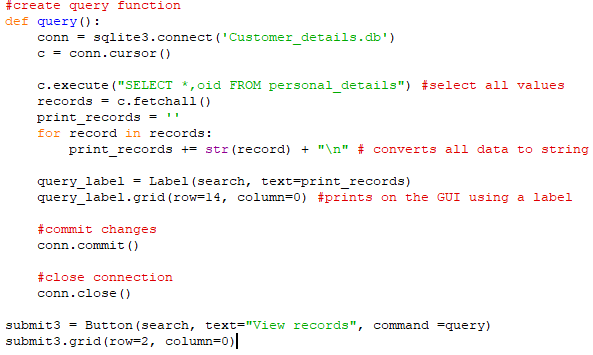 #create query function
def query():
    conn = sqlite3.connect('Customer_details.db')
    c = conn.cursor()

    c.execute("SELECT *,oid FROM personal_details") #select all values
    records = c.fetchall()
    print_records = ''
    for record in records:
        print_records += str(record) + "\n" # converts all data to string

    query_label = Label(search, text=print_records)
    query_label.grid(row=14, column=0) #prints on the GUI using a label

    #commit changes
    conn.commit()

    #close connection
    conn.close()

submit3 = Button(search, text="View records", command =query)
submit3.grid(row=2, column=0)